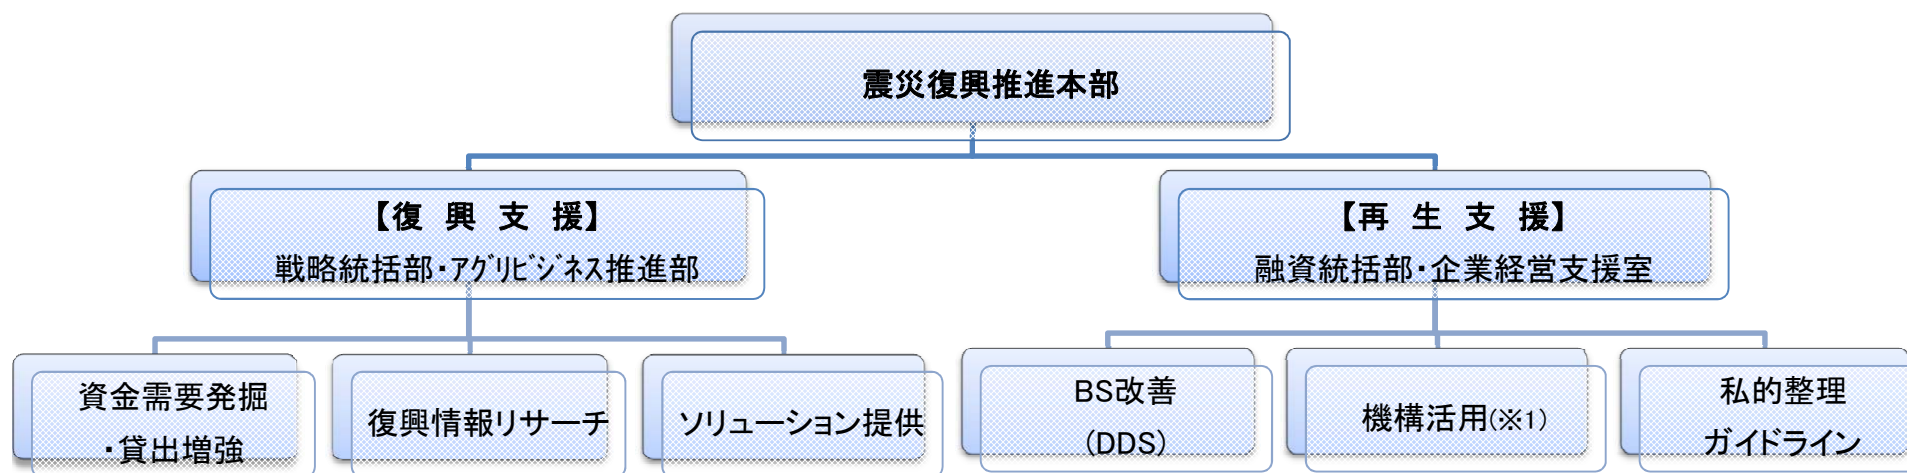 震災復興推進本部
【復　興　支　援】
戦略統括部・アグリビジネス推進部
【再　生　支　援】
融資統括部・企業経営支援室
資金需要発掘
・貸出増強
復興情報リサーチ
ソリューション提供
BS改善
(DDS)
機構活用(※1)
私的整理
ガイドライン